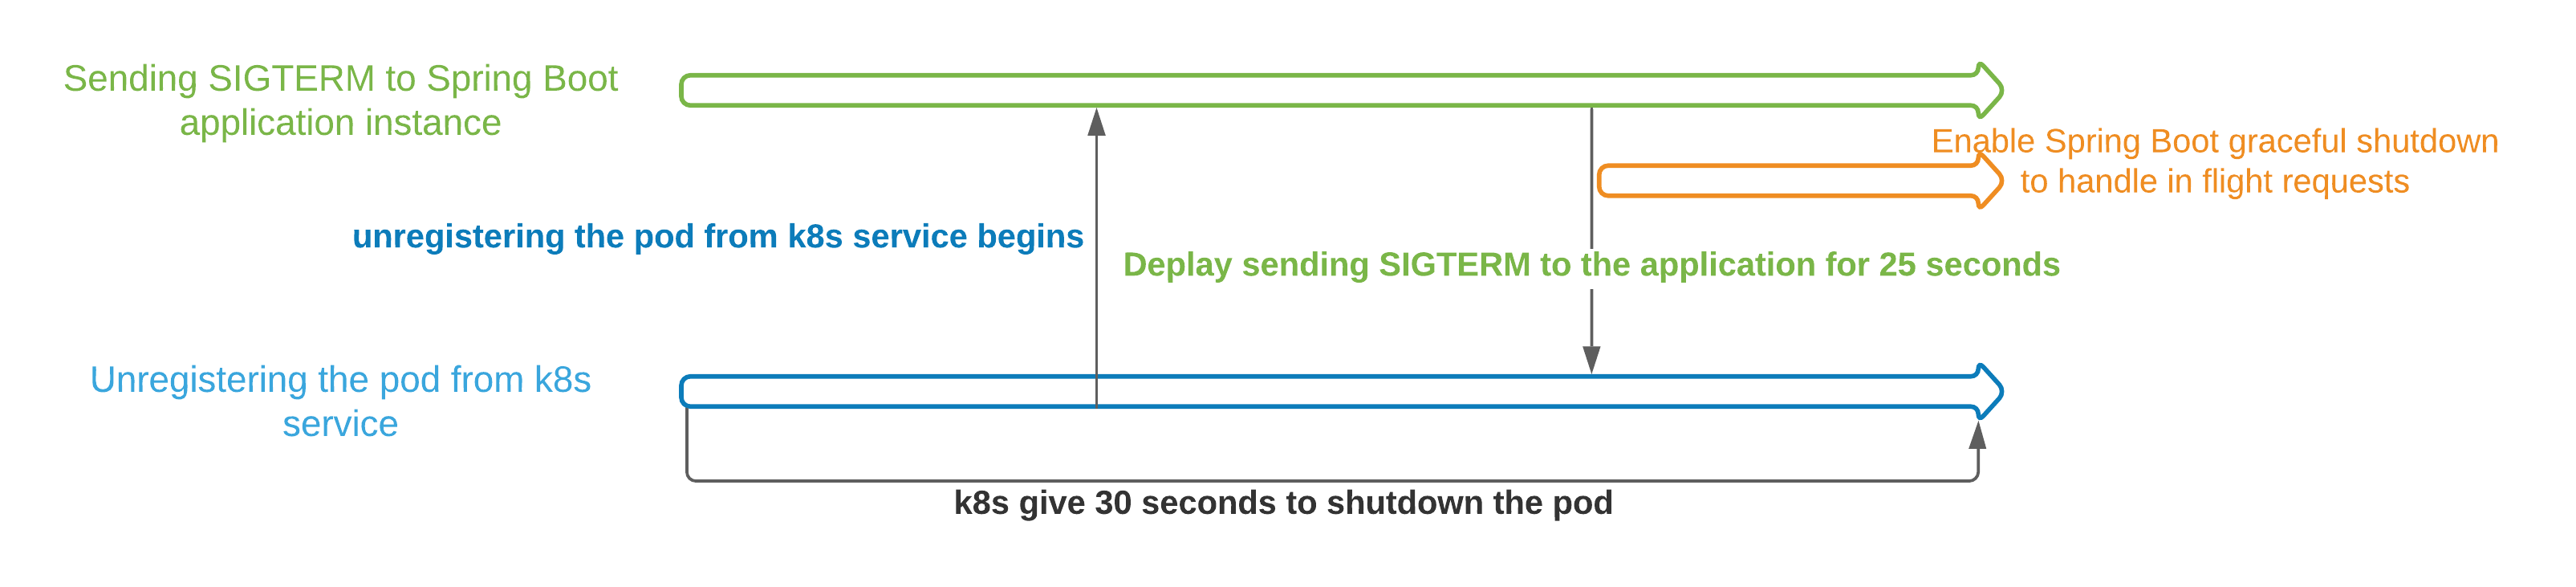 Sending SIGTERM to Spring Boot
application instance
Enable Spring Boot graceful shutdown
to handle in flight requests
unregistering the pod from k8s service begins
Deplay sending SIGTERM to the application for 25 seconds
Unregistering the pod from k8s
service
k8s give 30 seconds to shutdown the pod